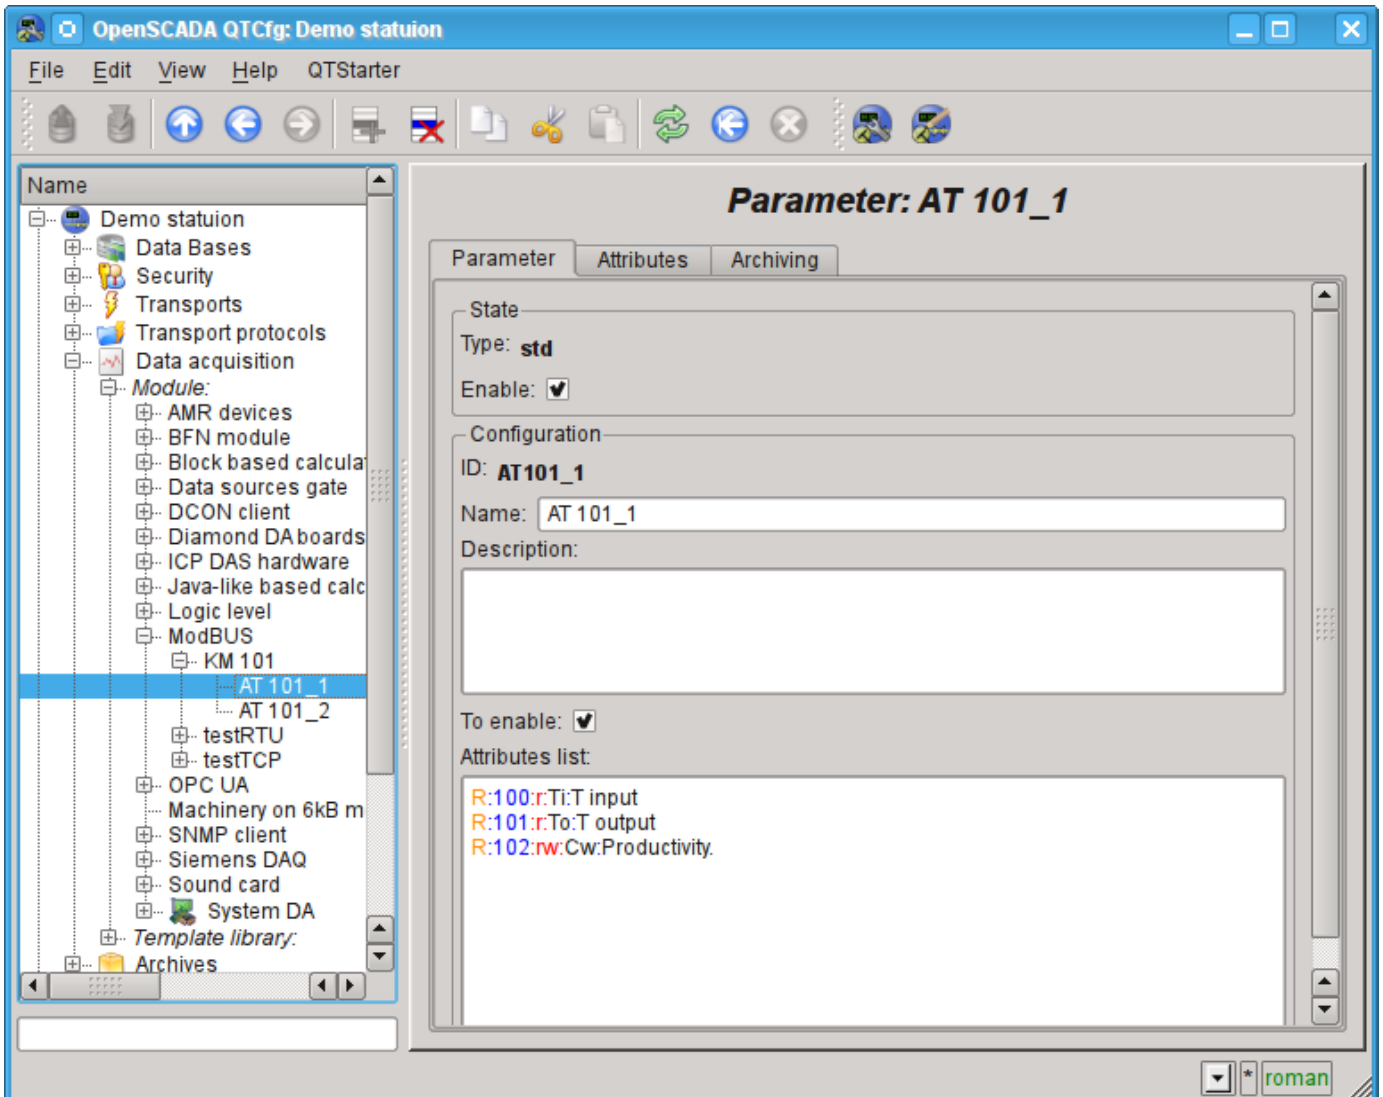 OpenSCADA QTCfg: Demo statuion
File Edit View Help QTStarter
Name
Demo statuion
Data Bases
Security
Transports
Transport protocols
Data acquisition
Module:
AMR devices
BFN module
Block based calculat
Data sources gate
DCON client
Diamond DA boards
ICP DAS hardware
Java-like based calc
Logic level
ModBUS
KM 101
AT 101_1
AT 101_2
testRTU
testTCP
OPC UA
Machinery on 6kB m
SNMP client
Siemens DAQ
Sound card
System DA
Template library:
Archives
Parameter: AT 101_1
Parameter Attributes Archiving
State
Type: std
Enable:
Configuration
ID: AT101_1
Name: AT 101_1
Description:
To enable:
Attributes list:
R:100:r:Ti:T input
R:101:r:To:T output
R:102:rw:Cw:Productivity.
* roman